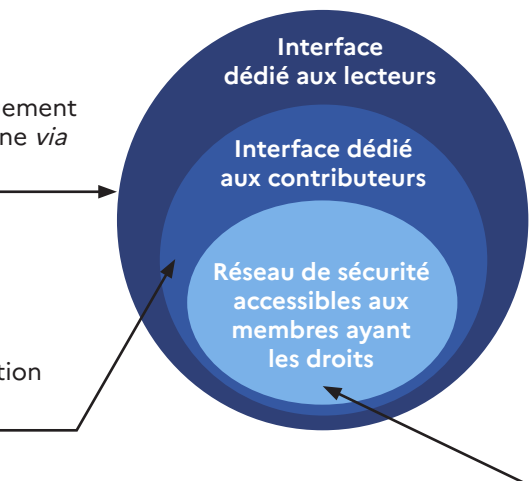 Interface
dédié aux lecteurs
ement
ne via
Interface dédié
aux contributeurs
Réseau de sécurité
accessibles aux
membres ayant
les droits
tion